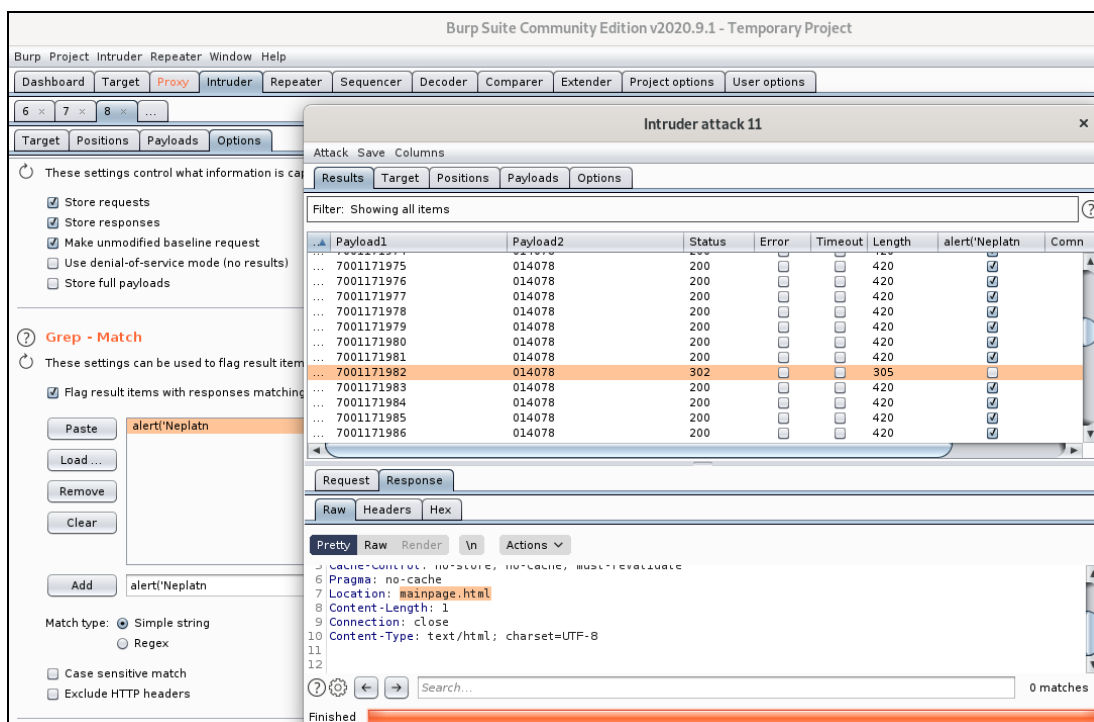 Burp Suite Community Edition v2020.9.1 - Temporary Project
Burp Project Intruder Repeater Window Help
Dashboard Target Proxy Intruder Repeater Sequencer Decoder Comparer Extender Project options User options
6 × 7 × 8 × ...
Intruder attack 11 ×
Target Positions Payloads Options
Attack Save Columns
These settings control what information is cap
Results Target Positions Payloads Options
Store requests
Store responses
Make unmodified baseline request
Use denial-of-service mode (no results)
Store full payloads
Filter: Showing all items ?
.. Payload1 Payload2 Status Error Timeout Length alert('Neplatn Comn
... 7001171975 014078 200 420
... 7001171976 014078 200 420
... 7001171977 014078 200 420
... 7001171978 014078 200 420
... 7001171979 014078 200 420
... 7001171980 014078 200 420
... 7001171981 014078 200 420
... 7001171982 014078 302 305
... 7001171983 014078 200 420
... 7001171984 014078 200 420
... 7001171985 014078 200 420
... 7001171986 014078 200 420
? Grep - Match
These settings can be used to flag result item
Flag result items with responses matching
Paste
Load ...
Remove
Clear
alert('Neplatn
Add alert('Neplatn
Match type: Simple string
Regex
Case sensitive match
Exclude HTTP headers
Request Response
Raw Headers Hex
Pretty Raw Render \n Actions
5 Cache-Control: no-store, no-cache, must-revalidate
6 Pragma: no-cache
7 Location: mainpage.html
8 Content-Length: 1
9 Connection: close
10 Content-Type: text/html; charset=UTF-8
11
12
? Search... 0 matches
Finished